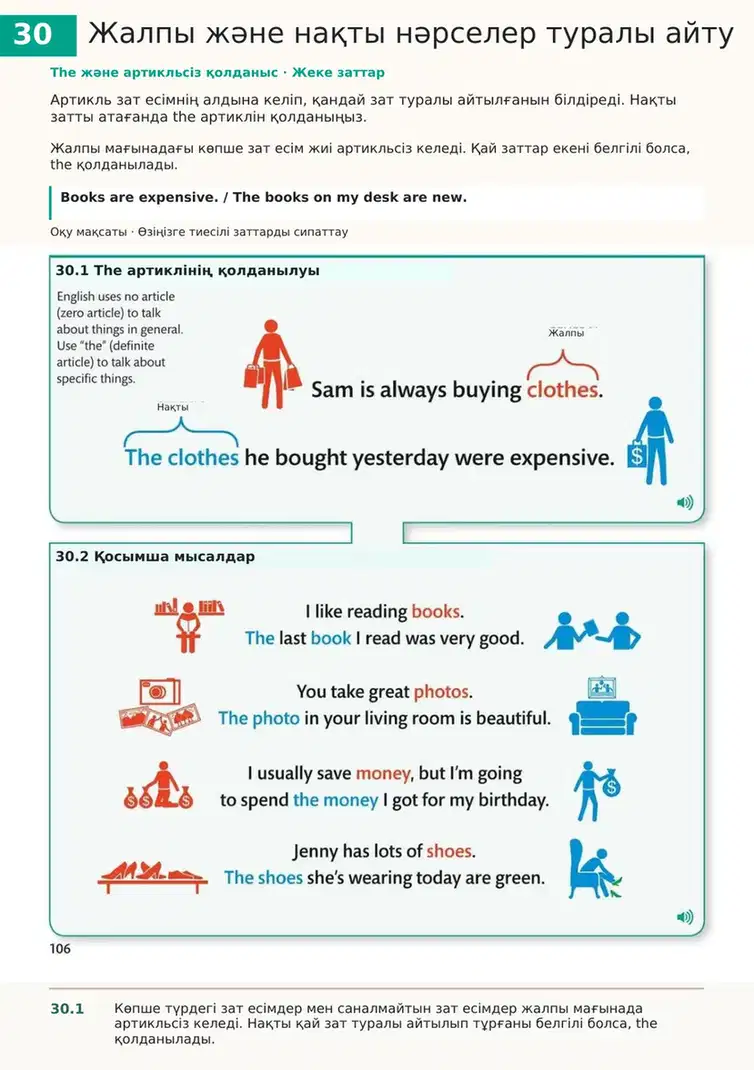 30
Жалпы және нақты нәрселер туралы айту
The және артикльсіз қолданыс · Жеке заттар
Артикль зат есімнің алдына келіп, қандай зат туралы айтылғанын білдіреді. Нақты
затты атағанда the артиклін қолданыңыз.
Жалпы мағынадағы көпше зат есім жиі артикльсіз келеді. Қай заттар екені белгілі болса,
the қолданылады.
Books are expensive. / The books on my desk are new.
Оқу мақсаты · Өзіңізге тиесілі заттарды сипаттау
30.1 The артиклінің қолданылуы
English uses no article
(zero article) to talk
about things in general.
Use “the” (definite
article) to talk about
specific things.
Жалпы
Sam is always buying clothes.
Нақты
The clothes he bought yesterday were expensive.
$
30.2 Қосымша мысалдар
I like reading books.
The last book I read was very good.
You take great photos.
The photo in your living room is beautiful.
I usually save money, but I’m going
to spend the money I got for my birthday.
$ $ $
$
Jenny has lots of shoes.
The shoes she’s wearing today are green.
106
30.1
Көпше түрдегі зат есімдер мен саналмайтын зат есімдер жалпы мағынада
артикльсіз келеді. Нақты қай зат туралы айтылып тұрғаны белгілі болса, the
қолданылады.